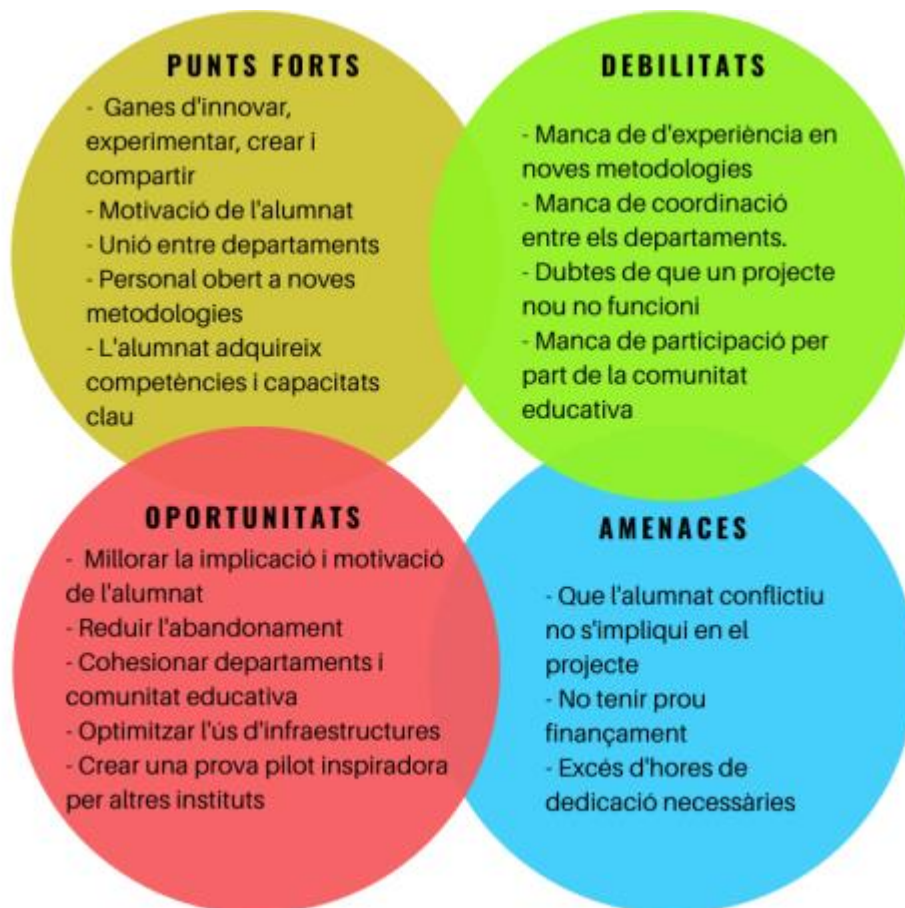 PUNTS FORTS
- Ganes d'innovar,
experimentar, crear i
compartir
- Motivació de l'alumnat
- Unió entre departaments
- Personal obert a noves
metodologies
- L'alumnat adquireix
competències i capacitats
clau
DEBILITATS
- Manca de d'experiència en
noves metodologies
- Manca de coordinació
entre els departaments.
- Dubtes de que un projecte
nou no funcioni
- Manca de participació per
part de la comunitat
educativa
OPORTUNITATS
- Millorar la implicació i motivació
de l'alumnat
- Reduir l'abandonament
- Cohesionar departaments i
comunitat educativa
- Optimitzar l'ús d'infraestructures
- Crear una prova pilot inspiradora
per altres instituts
AMENACES
- Que l'alumnat conflictiu
no s'impliqui en el
projecte
- No tenir prou
finançament
- Excés d'hores de
dedicació necessàries